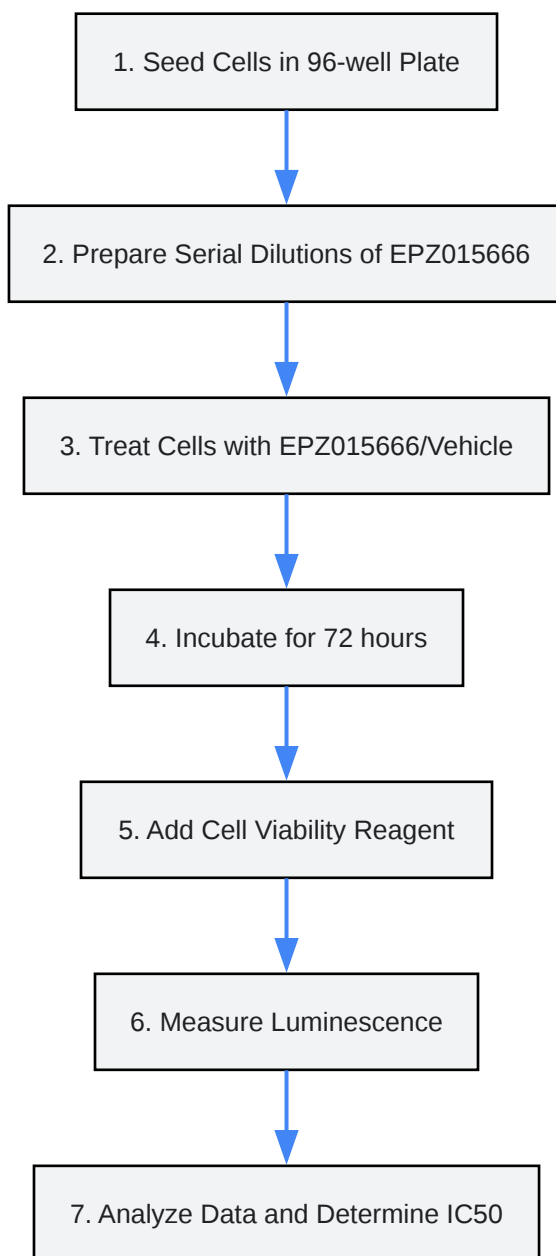 1. Seed Cells in 96-well Plate
2. Prepare Serial Dilutions of EPZ015666
3. Treat Cells with EPZ015666/Vehicle
4. Incubate for 72 hours
5. Add Cell Viability Reagent
6. Measure Luminescence
7. Analyze Data and Determine IC50